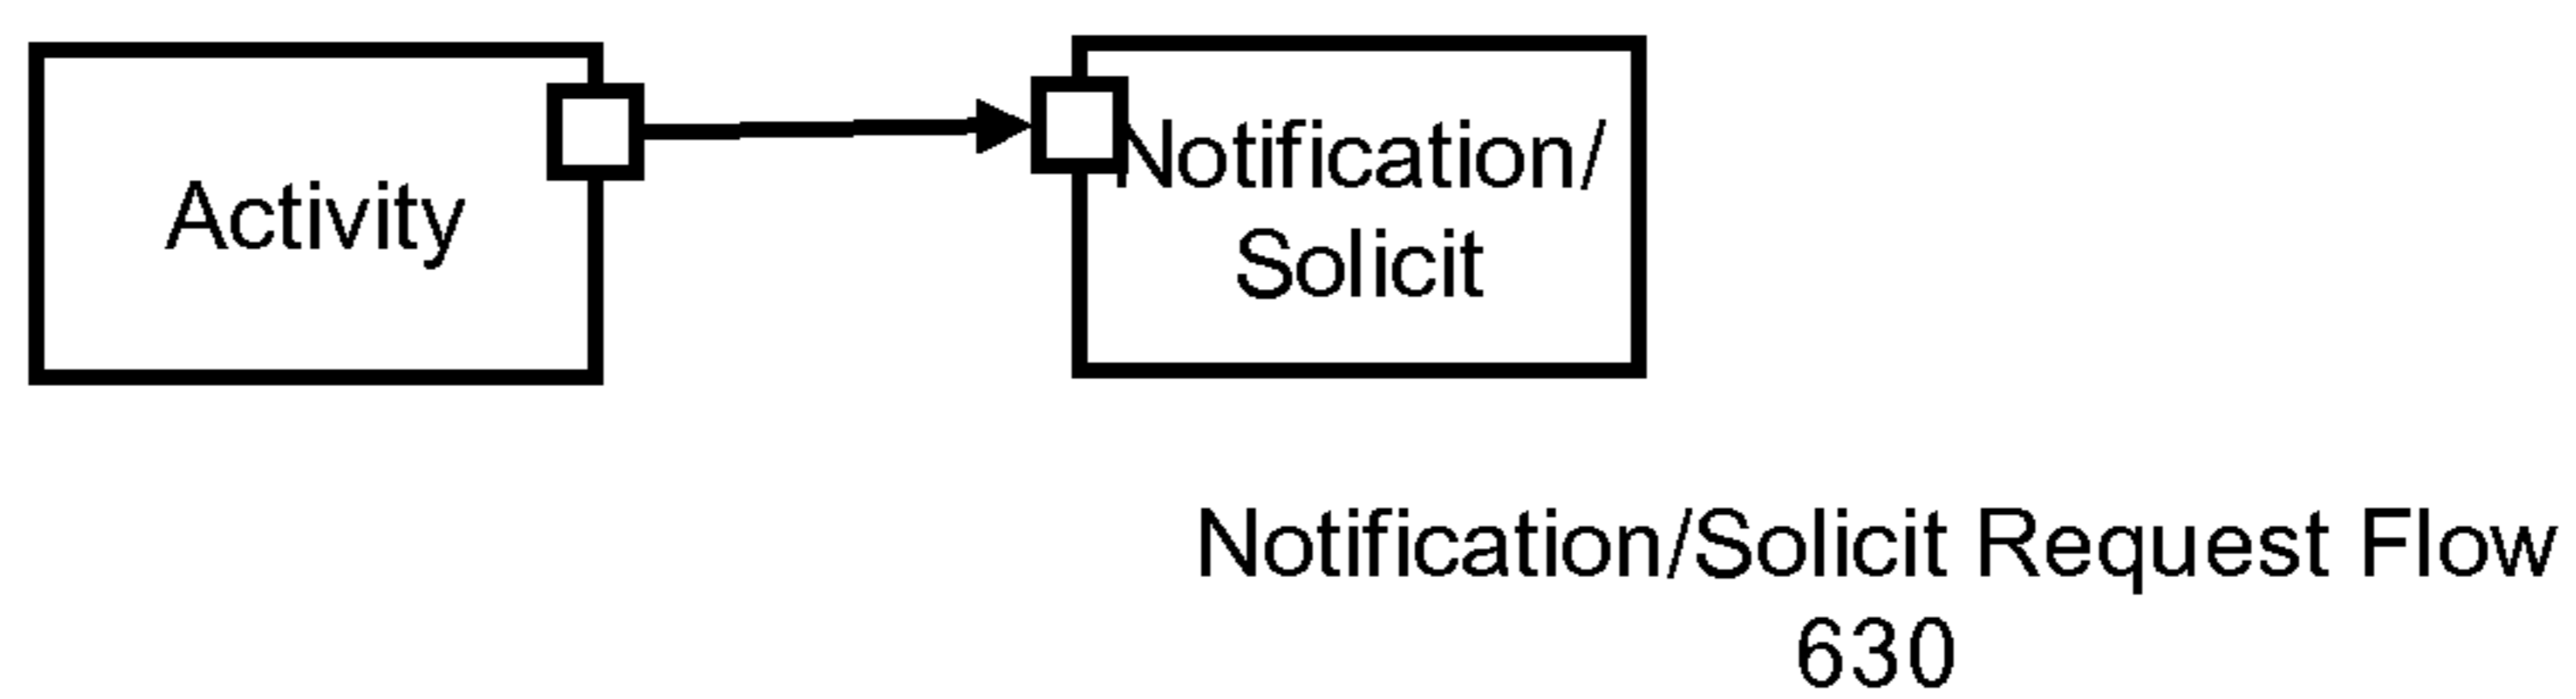 Activity
Notification/
Solicit
Notification/Solicit Request Flow
630